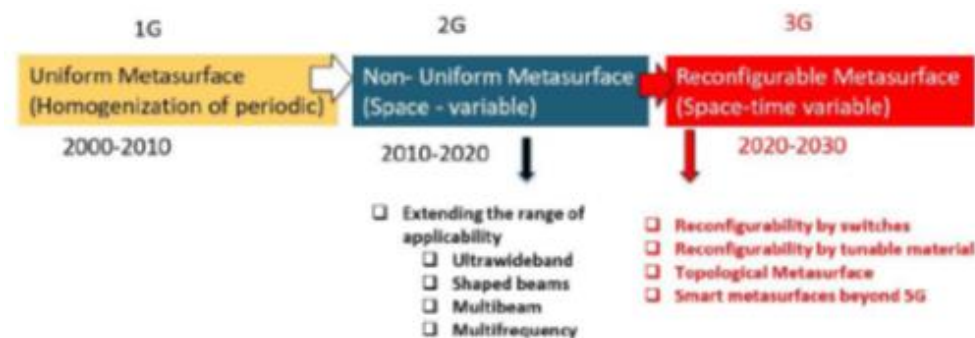 1G
2G
3G
Uniform Metasurface
(Homogenization of periodic)
Non- Uniform Metasurface
(Space - variable)
Reconfigurable Metasurface
(Space-time variable)
2000-2010
2010-2020
2020-2030
❑ Extending the range of
applicability
❑ Ultrawideband
❑ Shaped beams
❑ Multibeam
❑ Multifrequency
❑ Reconfigurability by switches
❑ Reconfigurability by tunable material
❑ Topological Metasurface
❑ Smart metasurfaces beyond 5G